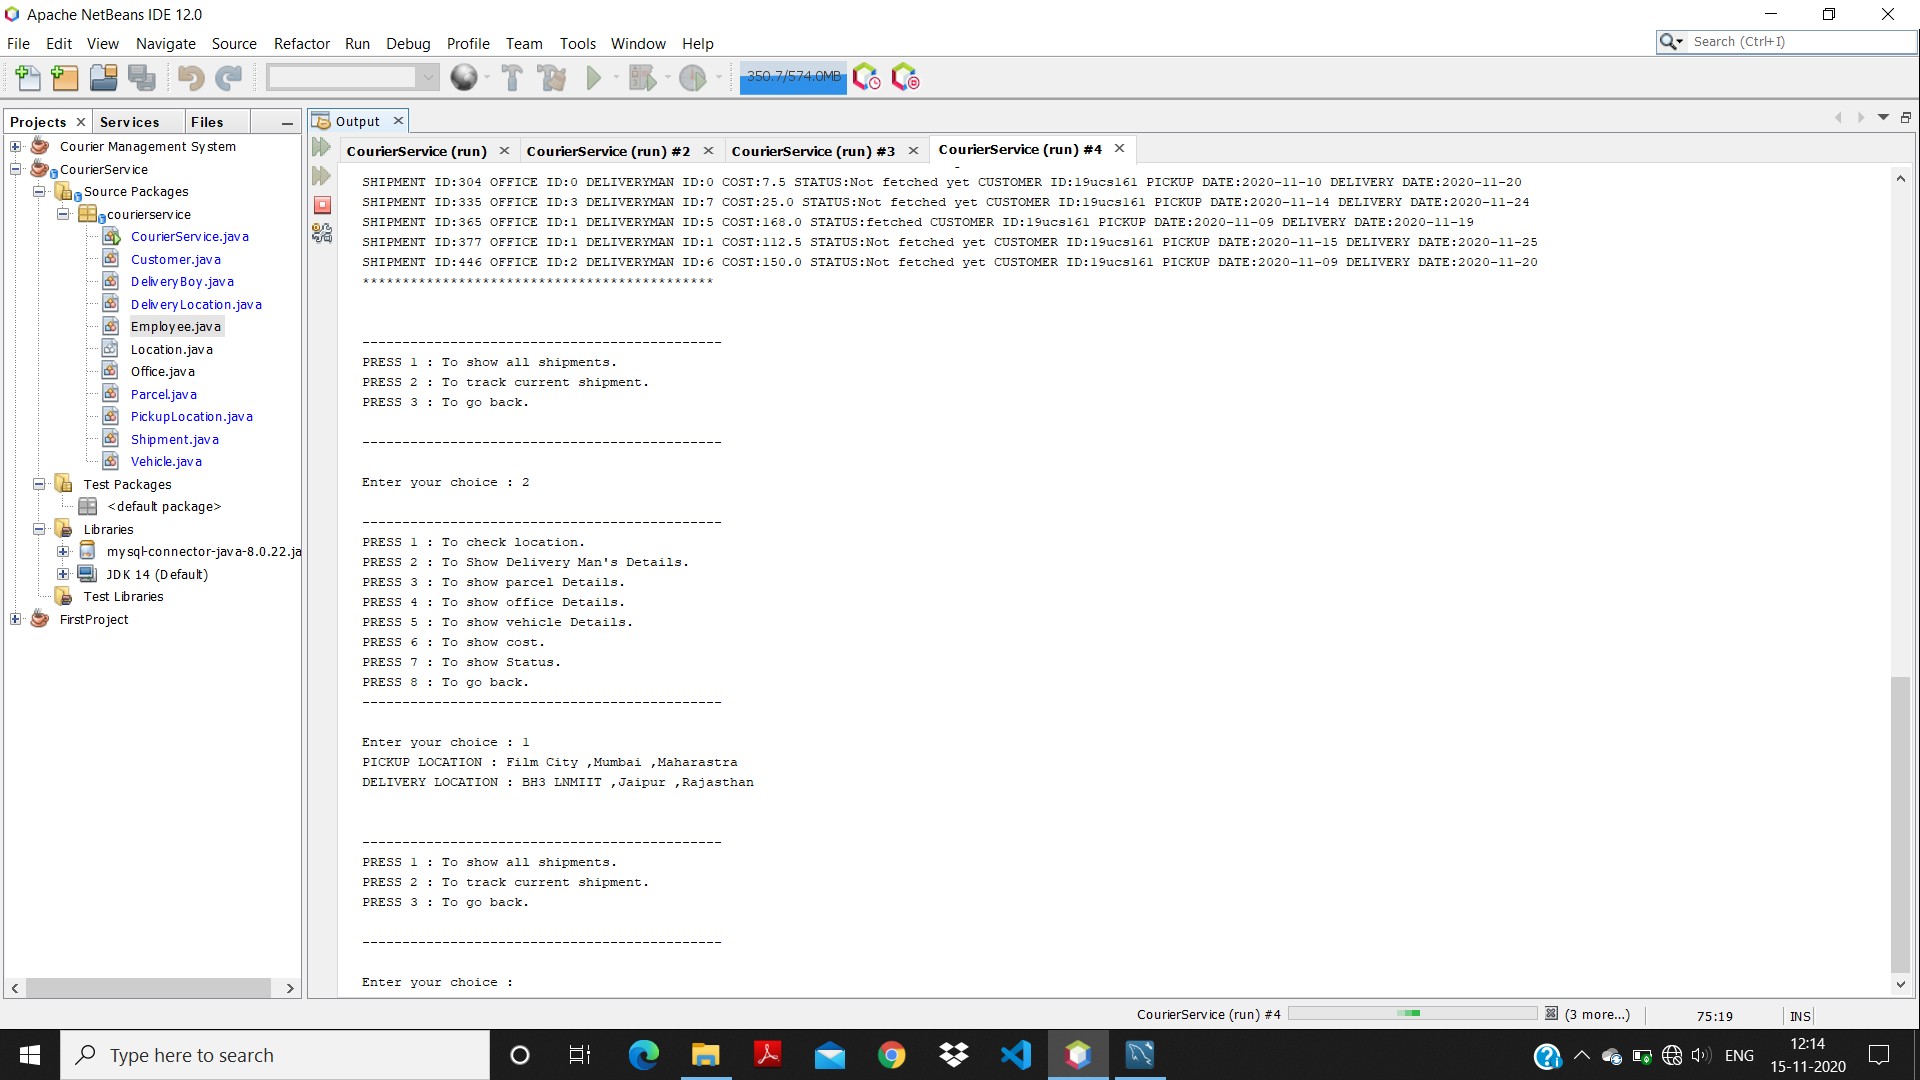 Apache NetBeans IDE 12.0
File Edit View Navigate Source Refactor Run Debug Profile Team Tools Window Help
Search (Ctrl+I)
350.7/574.0MB
Projects Services Files
Output
Courier Management System
CourierService
Source Packages
courierservice
CourierService.java
Customer.java
DeliveryBoy.java
DeliveryLocation.java
Employee.java
Location.java
Office.java
Parcel.java
PickupLocation.java
Shipment.java
Vehicle.java
Test Packages
<default package>
Libraries
mysql-connector-java-8.0.22.ja
JDK 14 (Default)
Test Libraries
FirstProject
CourierService (run) CourierService (run) #2 CourierService (run) #3 CourierService (run) #4
SHIPMENT ID:304 OFFICE ID:0 DELIVERYMAN ID:0 COST:7.5 STATUS:Not fetched yet CUSTOMER ID:19ucs161 PICKUP DATE:2020-11-10 DELIVERY DATE:2020-11-20
SHIPMENT ID:335 OFFICE ID:3 DELIVERYMAN ID:7 COST:25.0 STATUS:Not fetched yet CUSTOMER ID:19ucs161 PICKUP DATE:2020-11-14 DELIVERY DATE:2020-11-24
SHIPMENT ID:365 OFFICE ID:1 DELIVERYMAN ID:5 COST:168.0 STATUS:fetched CUSTOMER ID:19ucs161 PICKUP DATE:2020-11-09 DELIVERY DATE:2020-11-19
SHIPMENT ID:377 OFFICE ID:1 DELIVERYMAN ID:1 COST:112.5 STATUS:Not fetched yet CUSTOMER ID:19ucs161 PICKUP DATE:2020-11-15 DELIVERY DATE:2020-11-25
SHIPMENT ID:446 OFFICE ID:2 DELIVERYMAN ID:6 COST:150.0 STATUS:Not fetched yet CUSTOMER ID:19ucs161 PICKUP DATE:2020-11-09 DELIVERY DATE:2020-11-20
********************************************
---------------------------------------------
PRESS 1 : To show all shipments.
PRESS 2 : To track current shipment.
PRESS 3 : To go back.
---------------------------------------------
Enter your choice : 2
---------------------------------------------
PRESS 1 : To check location.
PRESS 2 : To Show Delivery Man's Details.
PRESS 3 : To show parcel Details.
PRESS 4 : To show office Details.
PRESS 5 : To show vehicle Details.
PRESS 6 : To show cost.
PRESS 7 : To show Status.
PRESS 8 : To go back.
---------------------------------------------
Enter your choice : 1
PICKUP LOCATION : Film City ,Mumbai ,Maharastra
DELIVERY LOCATION : BH3 LNMIIT ,Jaipur ,Rajasthan
---------------------------------------------
PRESS 1 : To show all shipments.
PRESS 2 : To track current shipment.
PRESS 3 : To go back.
---------------------------------------------
Enter your choice :
CourierService (run) #4 (3 more...) 75:19 INS
Type here to search
ENG
12:14
15-11-2020